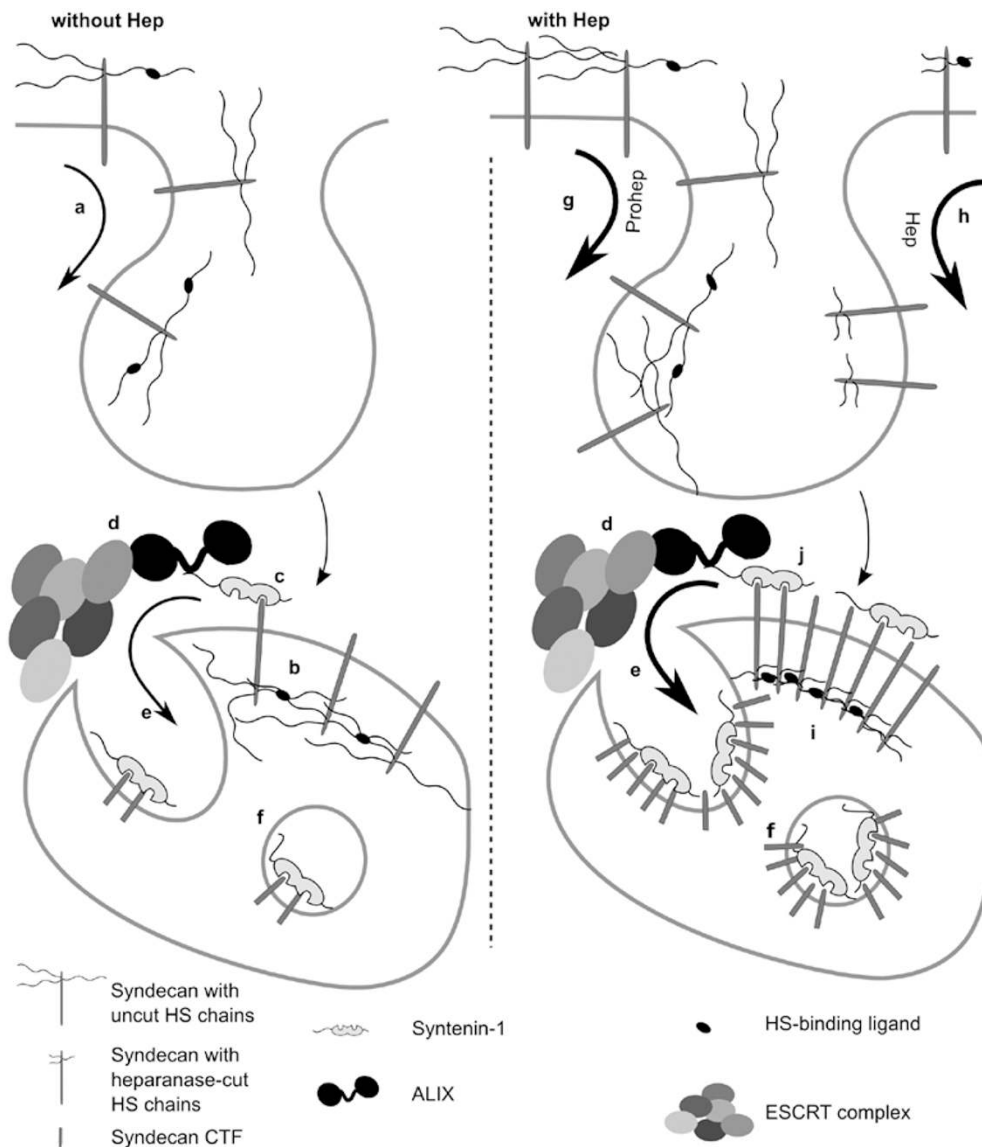 without Hep
with Hep
a
g
Prohep
Hep
h
d
c
b
e
f
d
j
e
i
f
Syndecan with
uncut HS chains
Syndecan with
heparanase-cut
HS chains
Syndecan CTF
Syntenin-1
ALIX
HS-binding ligand
ESCRT complex